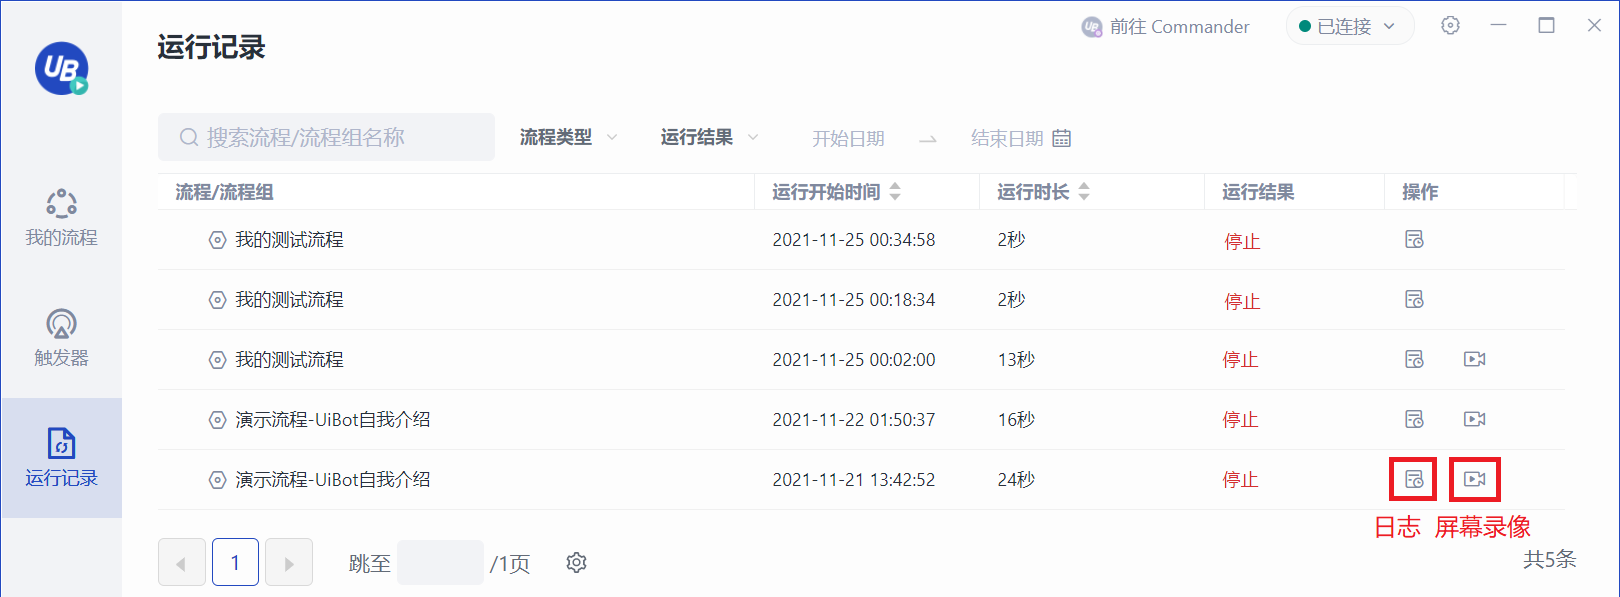 前往 Commander
已连接
运行记录
UB
搜索流程/流程组名称
流程类型
运行结果
开始日期
结束日期
流程/流程组 运行开始时间 运行时长 运行结果 操作
我的测试流程 2021-11-25 00:34:58 2秒 停止
我的测试流程 2021-11-25 00:18:34 2秒 停止
我的测试流程 2021-11-25 00:02:00 13秒 停止
演示流程-UiBot自我介绍 2021-11-22 01:50:37 16秒 停止
演示流程-UiBot自我介绍 2021-11-21 13:42:52 24秒 停止
我的流程
触发器
运行记录
日志 屏幕录像
1 跳至 /1页
共5条